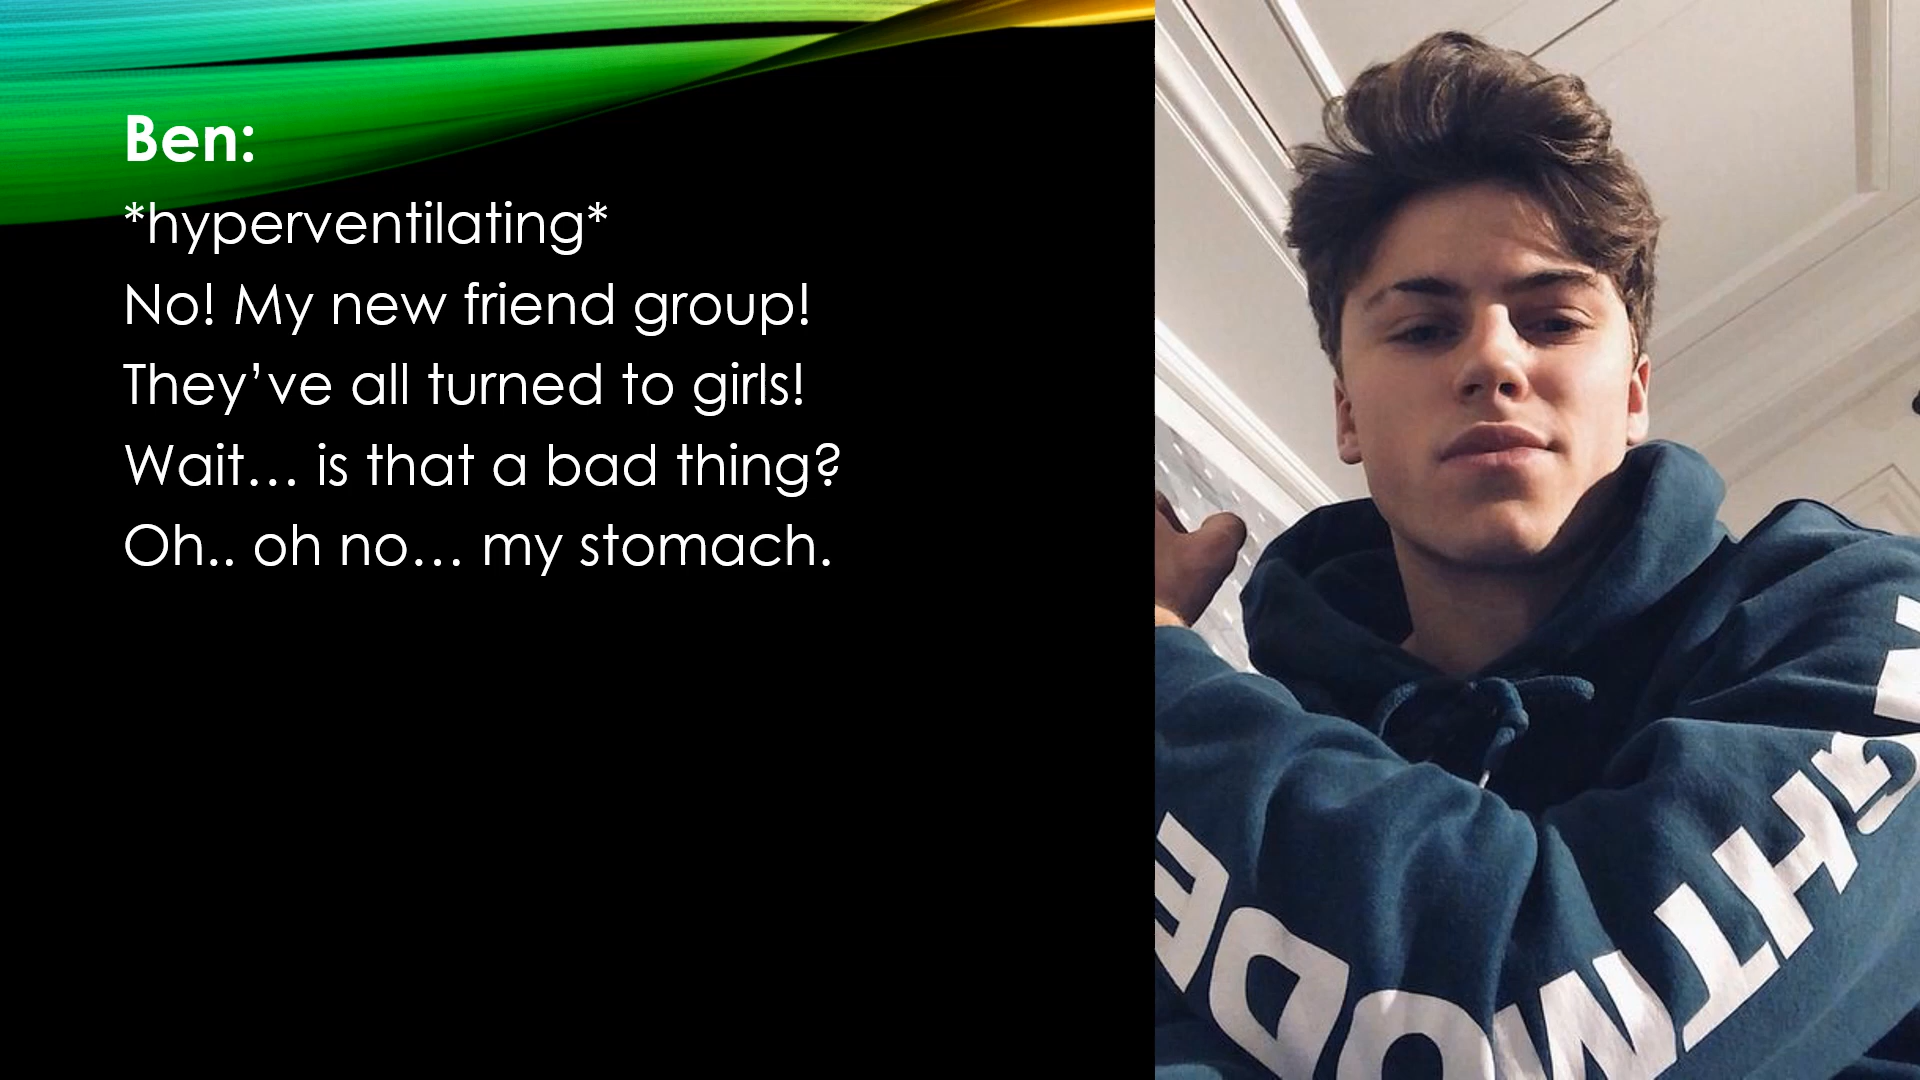 Ben:
*hyperventilating*
No! My new friend group!
They’ve all turned to girls!
Wait… is that a bad thing?
Oh.. oh no… my stomach.